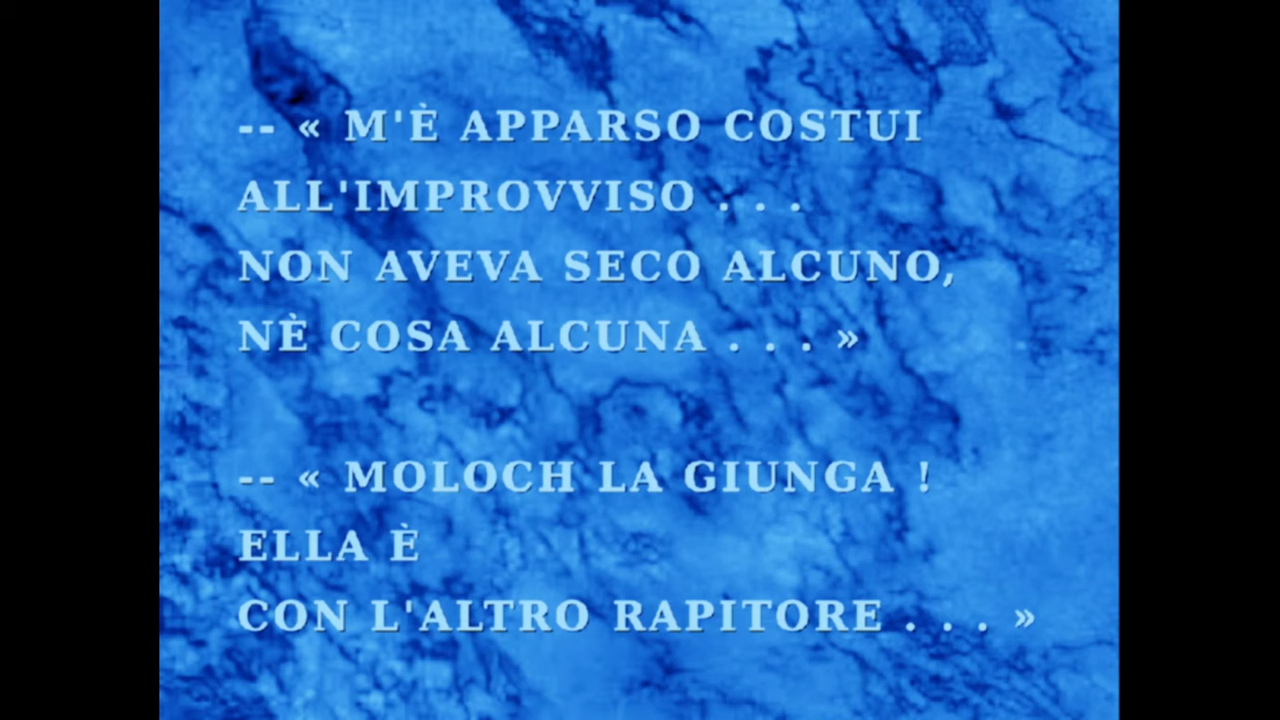 -- « M'È APPARSO COSTUI
ALL'IMPROVVISO . . .
NON AVEVA SECO ALCUNO,
NÈ COSA ALCUNA . . . »
-- « MOLOCH LA GIUNGA !
ELLA È
CON L'ALTRO RAPITORE . . . »